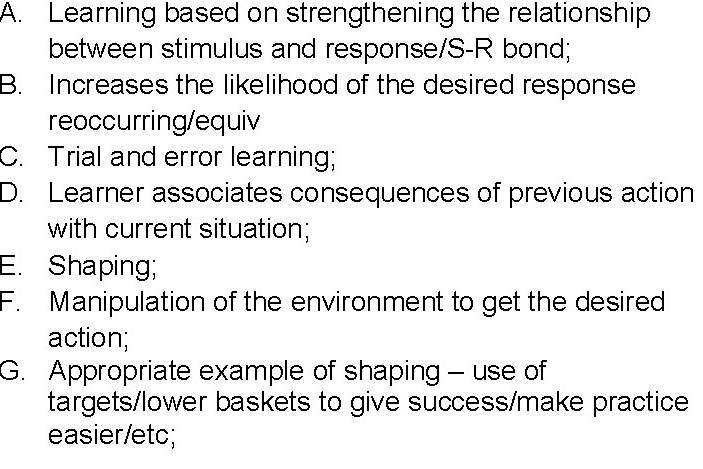 A. Learning based on strengthening the relationship
between stimulus and response/S-R bond;
B. Increases the likelihood of the desired response
reoccurring/equiv
C. Trial and error learning;
D. Learner associates consequences of previous action
with current situation;
E. Shaping;
F. Manipulation of the environment to get the desired
action;
G. Appropriate example of shaping – use of
targets/lower baskets to give success/make practice
easier/etc;